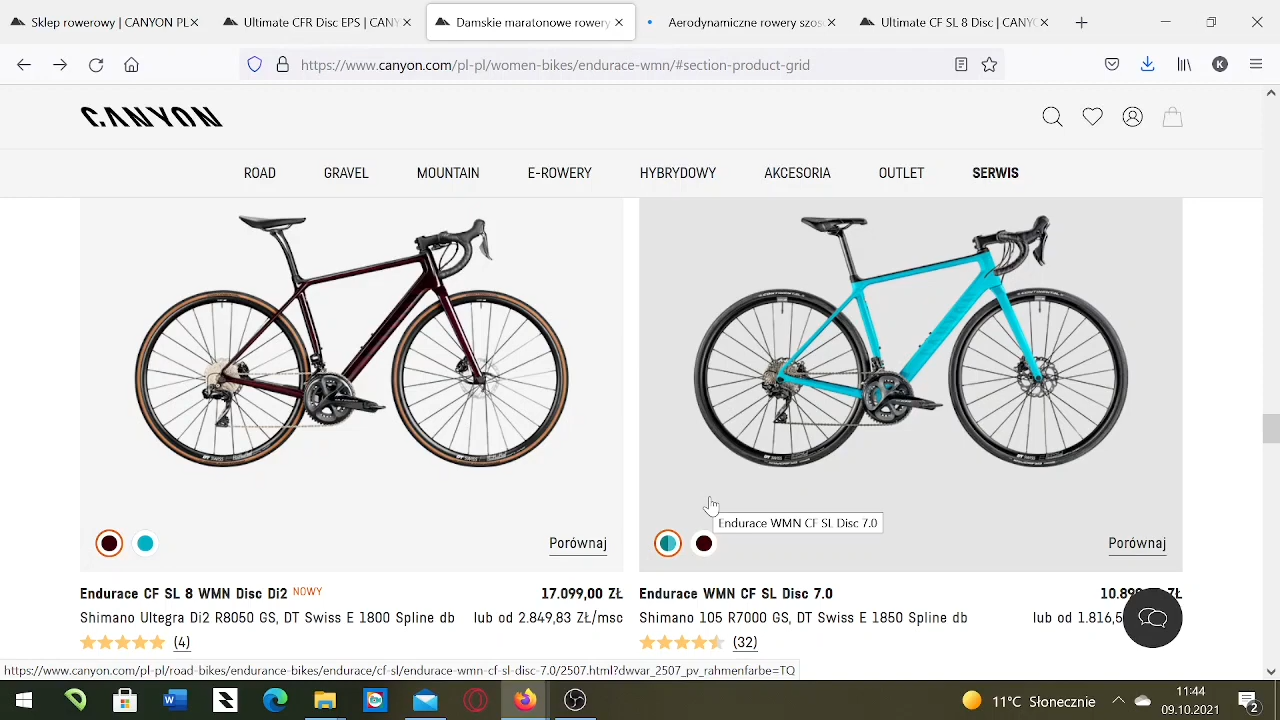 Sklep rowerowy | CANYON PL
Ultimate CFR Disc EPS | CANY
Damskie maratonowe rowery
Aerodynamiczne rowery szoso
Ultimate CF SL 8 Disc | CANYO
https://www.canyon.com/pl-pl/women-bikes/endurace-wmn/#section-product-grid
K
CANYON
ROAD GRAVEL MOUNTAIN E-ROWERY HYBRYDOWY AKCESORIA OUTLET SERWIS
Endurace WMN CF SL Disc 7.0
Porównaj
Porównaj
Endurace CF SL 8 WMN Disc Di2 NOWY 17.099,00 ZŁ
Shimano Ultegra Di2 R8050 GS, DT Swiss E 1800 Spline db lub od 2.849,83 ZŁ/msc
(4)
Endurace WMN CF SL Disc 7.0
Shimano 105 R7000 GS, DT Swiss E 1850 Spline db lub od
(32)
https://www.canyon.com/pl-pl/road-bikes/endurance-bikes/endurace/cf-sl/endurace-wmn-cf-sl-disc-7.0/2507.html?dwvar_2507_pv_rahmenfarbe=TQ
11°C Słonecznie
11:44
09.10.2021
2